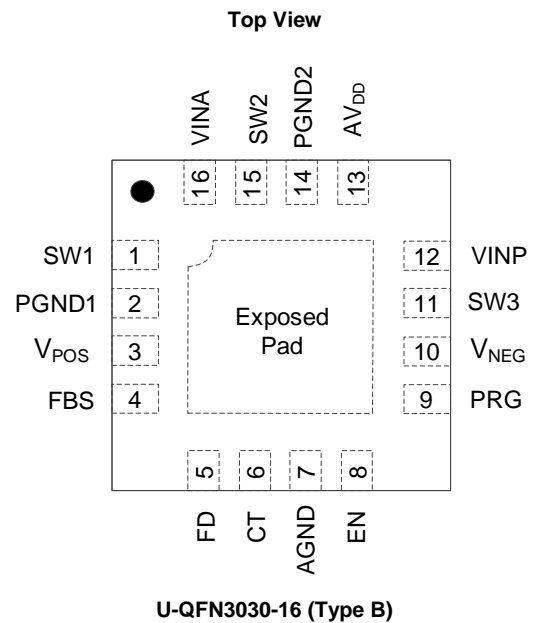 Top View
VINA
SW2
PGND2
AVDD
16
15
14
13
SW1
1
12
VINP
PGND1
2
11
SW3
VPOS
3
10
VNEG
FBS
4
9
PRG
Exposed
Pad
5
6
7
8
FD
CT
AGND
EN
U-QFN3030-16 (Type B)